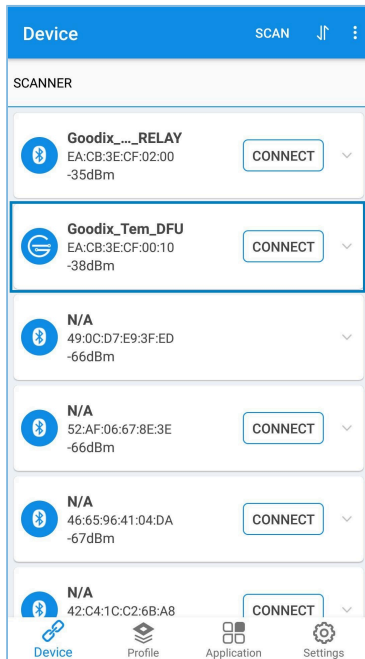 Device SCAN
SCANNER
Goodix_..._RELAY
EA:CB:3E:CF:02:00
-35dBm
CONNECT
Goodix_Tem_DFU
EA:CB:3E:CF:00:10
-38dBm
CONNECT
N/A
49:0C:D7:E9:3F:ED
-66dBm
N/A
52:AF:06:67:8E:3E
-66dBm
CONNECT
N/A
46:65:96:41:04:DA
-67dBm
CONNECT
N/A
42:C4:1C:C2:6B:A8
CONNECT
Device Profile Application Settings